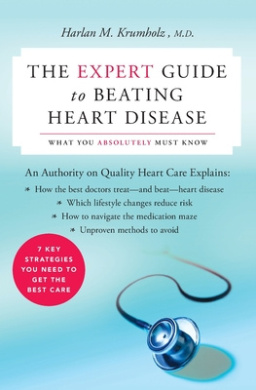 Harlan M. Krumholz, M.D.
THE EXPERT GUIDE
to BEATING
HEART DISEASE
WHAT YOU ABSOLUTELY MUST KNOW
An Authority on Quality Heart Care Explains:
How the best doctors treat—and beat—heart disease
Which lifestyle changes reduce risk
How to navigate the medication maze
Unproven methods to avoid
7 KEY
STRATEGIES
YOU NEED TO
GET THE
BEST CARE